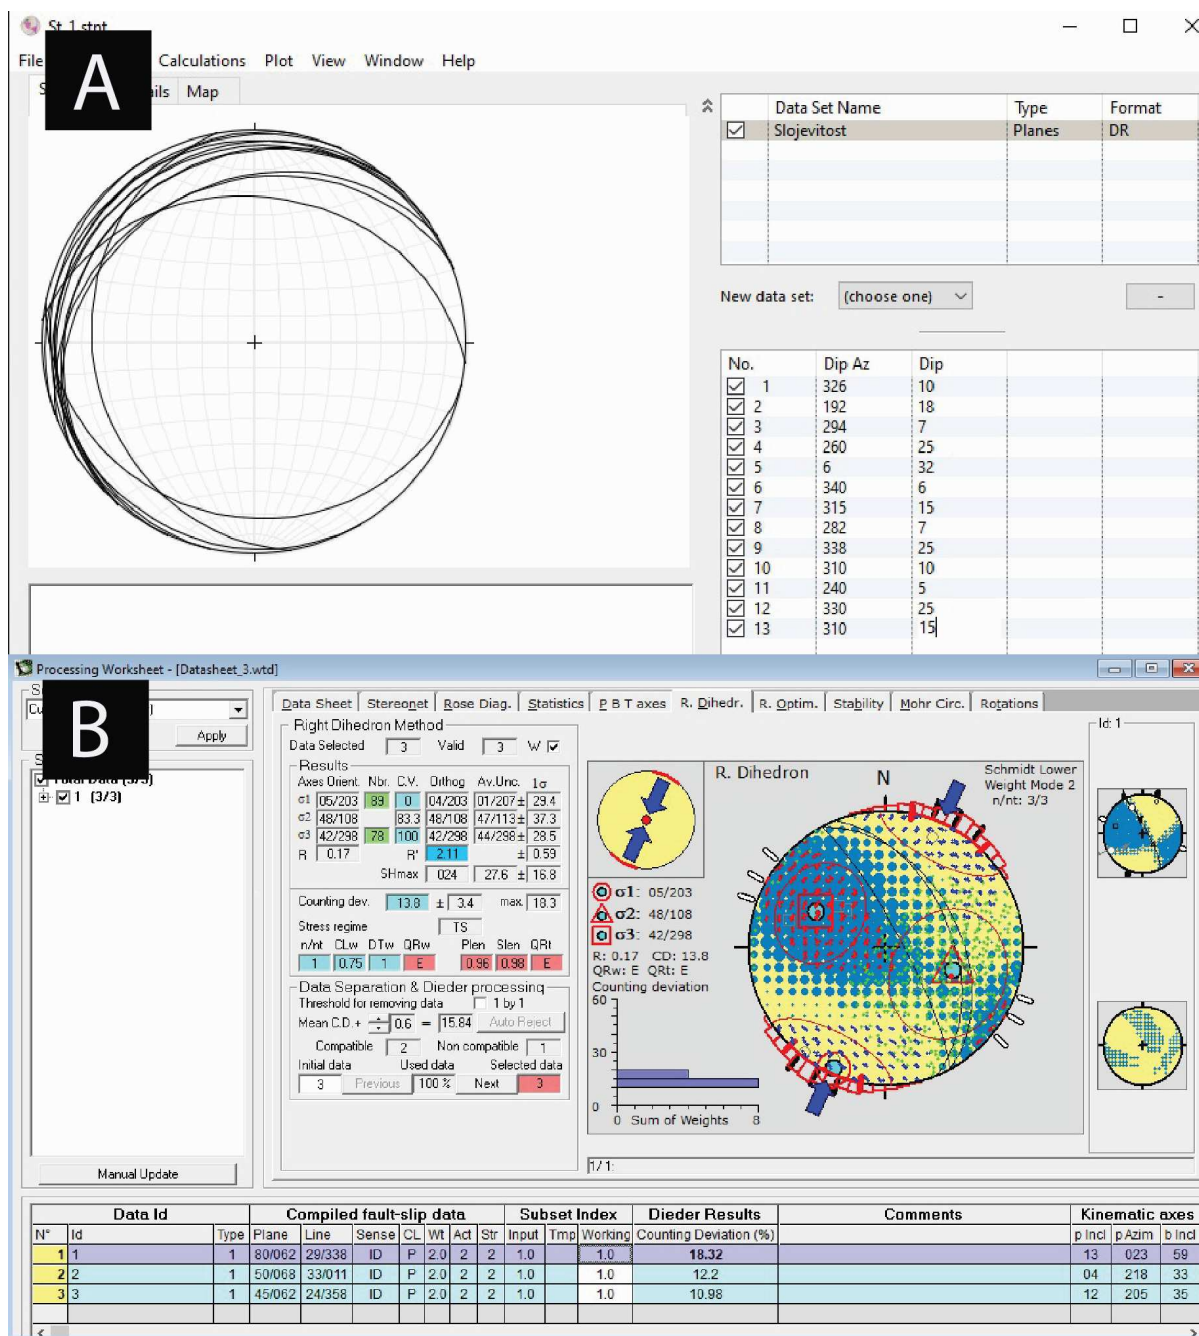 St_1.stnt
File Calculations Plot View Window Help
A
ails Map
Data Set Name Type Format
Slojevitost Planes DR
New data set: (choose one) -
No. Dip Az Dip
1 326 10
2 192 18
3 294 7
4 260 25
5 6 32
6 340 6
7 315 15
8 282 7
9 338 25
10 310 10
11 240 5
12 330 25
13 310 15
Processing Worksheet - [Datasheet_3.wtd]
B
Apply
Total Data (3/3)
1 (3/3)
Manual Update
Data Sheet Stereonet Rose Diag. Statistics P B T axes R. Dihedr. R. Optim. Stability Mohr Circ. Rotations
Right Dihedron Method
Data Selected 3 Valid 3 W
Results
Axes Orient. Nbr. C.V. Orthog Av.Unc. 1σ
σ1 05/203 89 0 04/203 01/207 ± 29.4
σ2 48/108 83.3 48/108 47/113 ± 37.3
σ3 42/298 78 100 42/298 44/298 ± 28.5
R 0.17 R' 2.11 ± 0.59
SHmax 024 27.6 ± 16.8
Counting dev. 13.8 ± 3.4 max. 18.3
Stress regime TS
n/nt CLw DTw QRw Plen Slen QRt
1 0.75 1 E 0.96 0.98 E
Data Separation & Dieder processing
Threshold for removing data 1 by 1
Mean C.D. + 0.6 = 15.84 Auto Reject
Compatible 2 Non compatible 1
Initial data Used data Selected data
3 Previous 100 % Next 3
R. Dihedron
N
Schmidt Lower
Weight Mode 2
n/nt: 3/3
σ1: 05/203
σ2: 48/108
σ3: 42/298
R: 0.17 CD: 13.8
QRw: E QRt: E
Counting deviation
60
30
0
0 Sum of Weights 8
1/1:
Id: 1
Data Id Compiled fault-slip data Subset Index Dieder Results Comments Kinematic axes
N° Id Type Plane Line Sense CL Wt Act Str Input Tmp Working Counting Deviation (%) p Incl p Azim b Incl
1 1 1 80/062 29/338 ID P 2.0 2 2 1.0 1.0 18.32 13 023 59
2 2 1 50/068 33/011 ID P 2.0 2 2 1.0 1.0 12.2 04 218 33
3 3 1 45/062 24/358 ID P 2.0 2 2 1.0 1.0 10.98 12 205 35